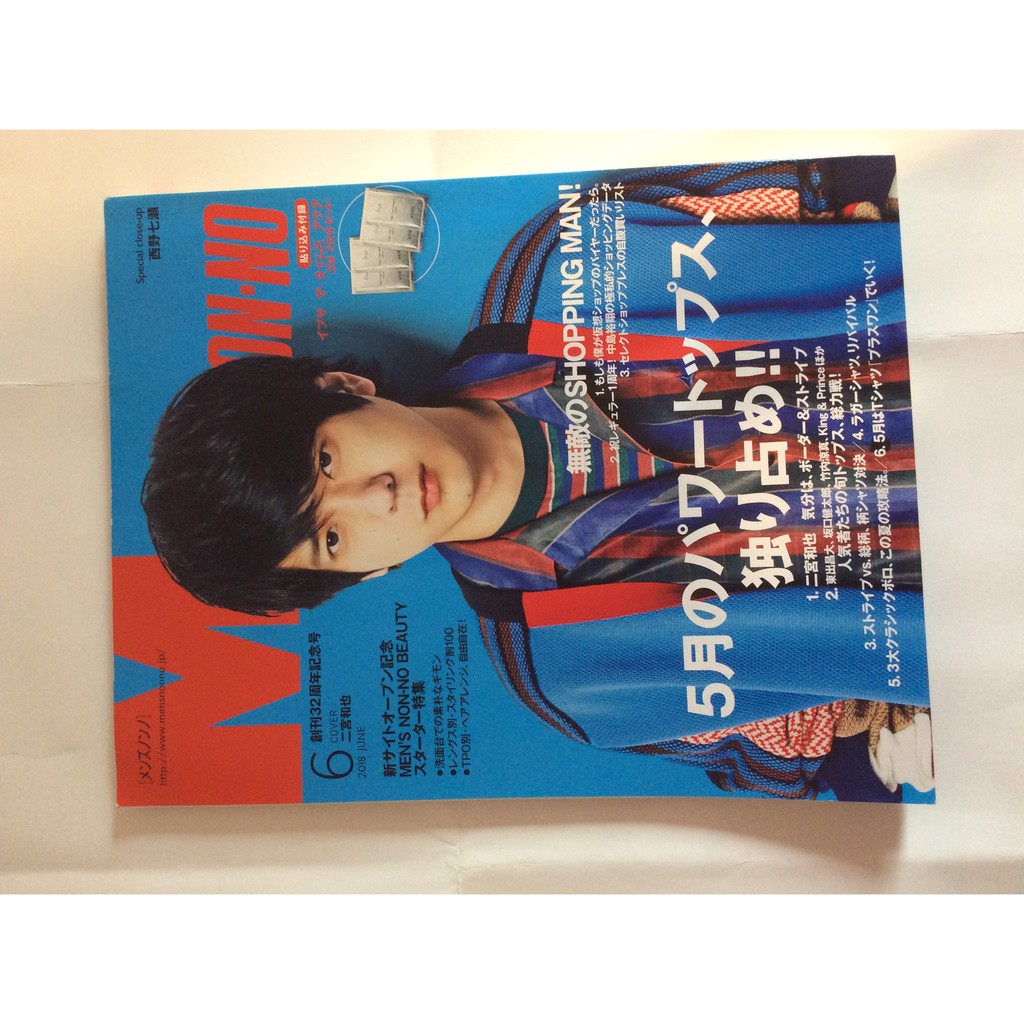 [メンズノンノ]
http://www.mensnonno.jp/
Special close-up
西野七瀬
M ON・NO
貼り込み付録
イプサ ザ・タイムR アクア
創刊32周年記念号
6
COVER
二宮和也
2018 JUNE
新サイトオープン記念
MEN'S NON-NO BEAUTY
スターター特集
●洗面台での素朴なギモン
●レングス別・スタイリング剤100
●TPO別・ヘアアレンジ、自由自在!
無敵のSHOPPING MAN!
1. もしも僕が仮想ショップのバイヤーだったら。
2. 祝レギュラー1周年! 中島裕翔の極私的ショッピングデータ
3. セレクトショッププレスの自腹買いリスト
5月のパワートップス、
独り占め!!
1. 二宮和也 気分は、ボーダー&ストライプ
2. 東出昌大、坂口健太郎、竹内涼真、King & Princeほか
人気者たちの旬トップス、総力戦!
3. ストライプvs.総柄、柄シャツ対決 4. ラガーシャツ、リバイバル
5. 3大クラシックポロ、この夏の攻略法。/ 6. 5月はTシャツ「プラスワン」でいく!